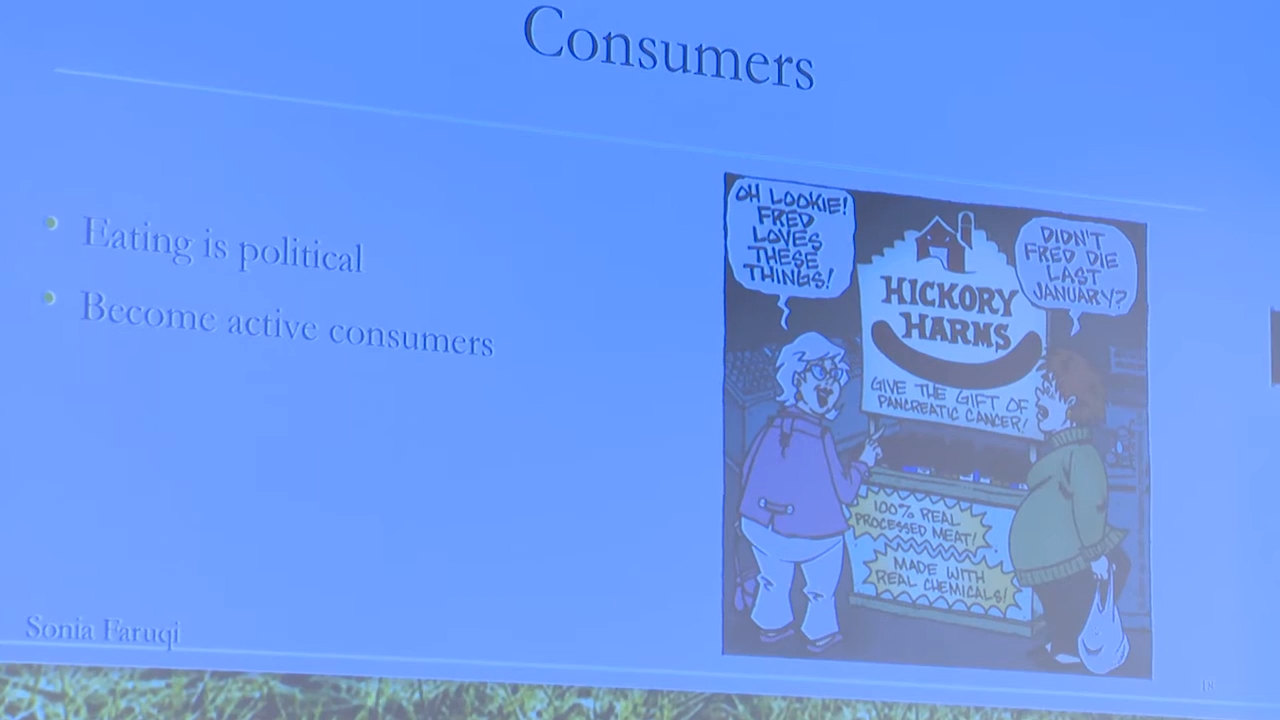 Consumers
• Eating is political
• Become active consumers
OH LOOKIE!
FRED
LOVES
THESE
THINGS!
DIDN'T
FRED DIE
LAST
JANUARY?
HICKORY
HARMS
GIVE THE GIFT OF
PANCREATIC CANCER!
100% REAL
PROCESSED MEAT!
MADE WITH
REAL CHEMICALS!
Sonia Faruqi
18